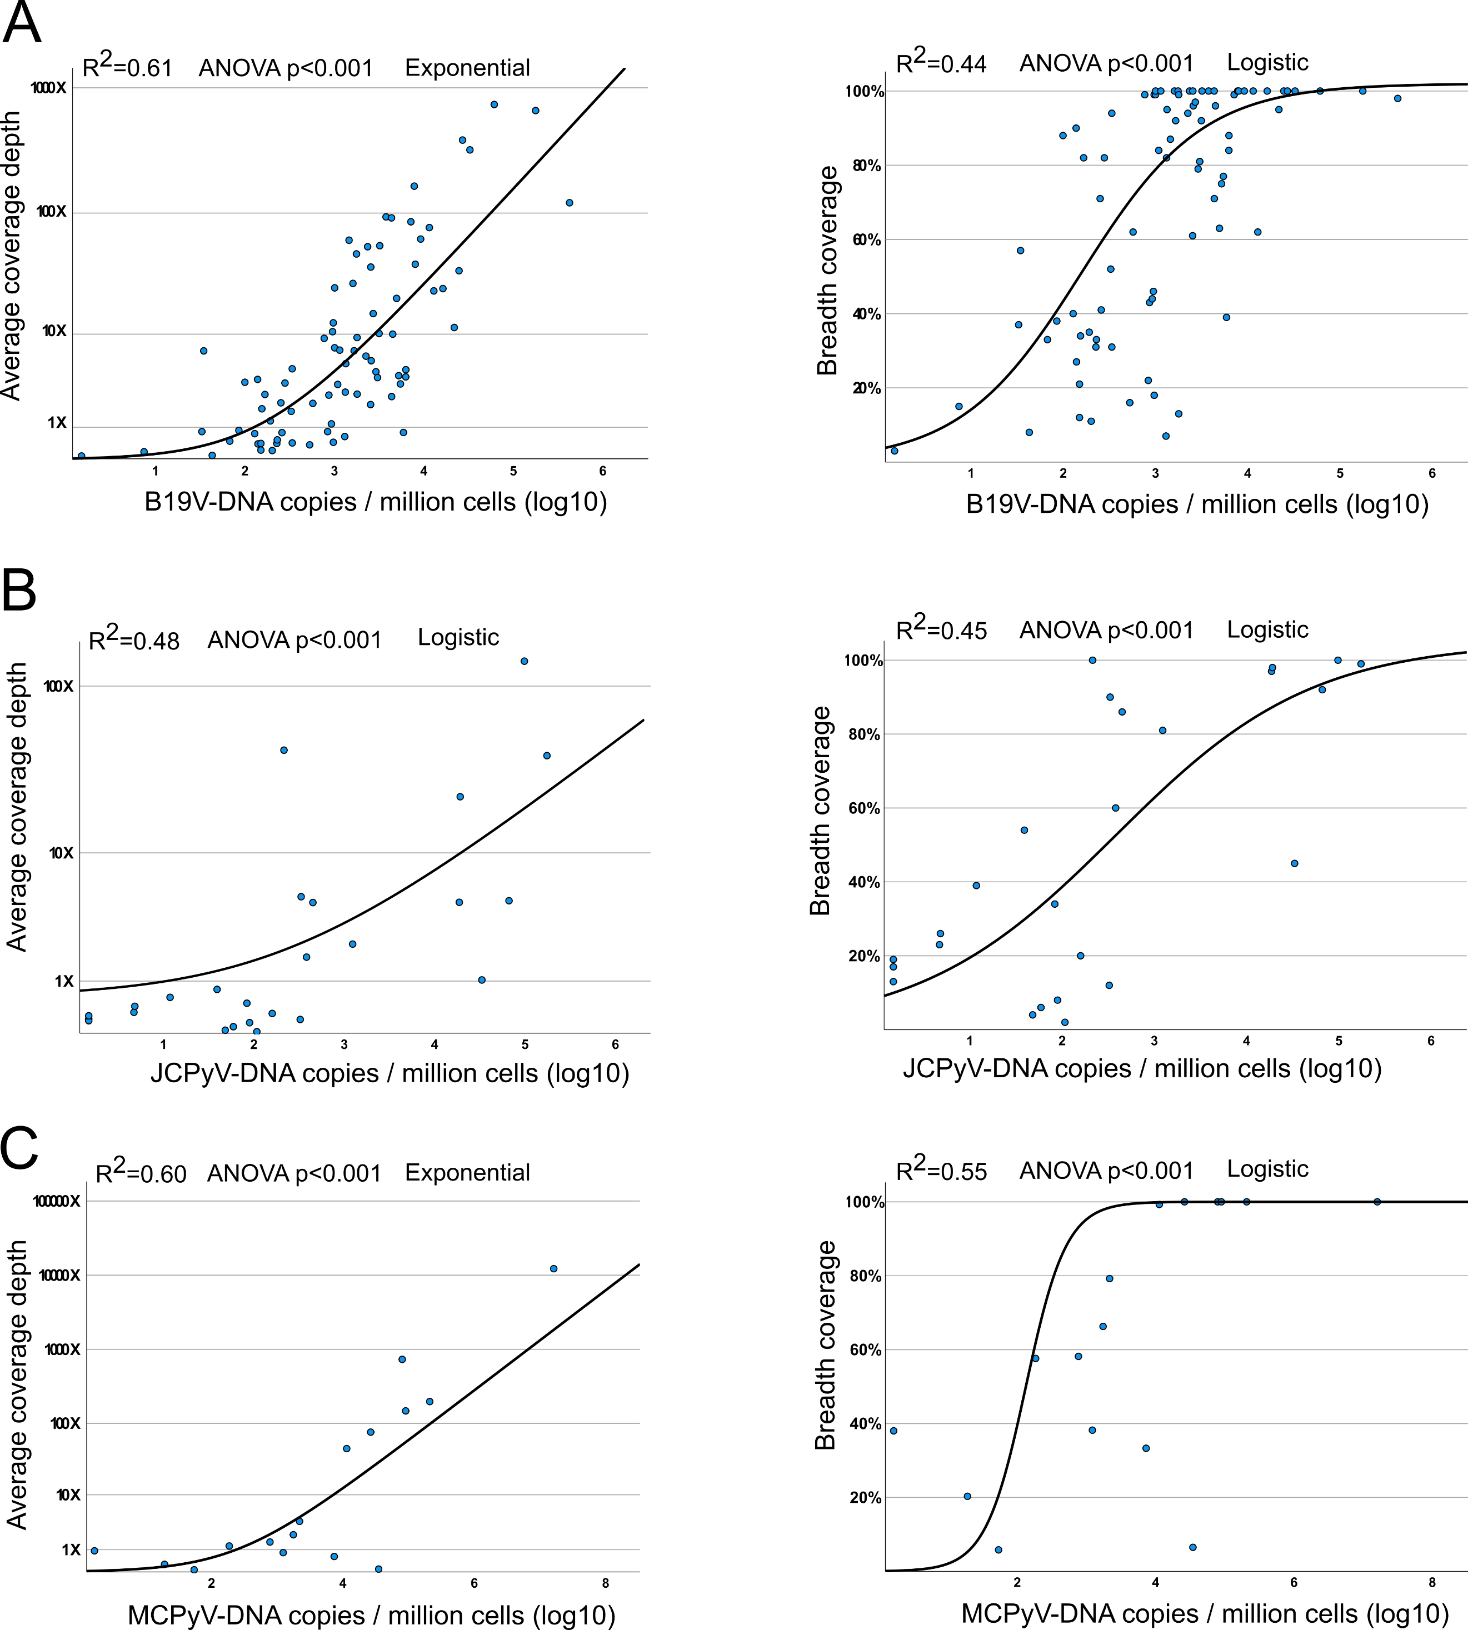 A
R2=0.61 ANOVA p<0.001 Exponential
Average coverage depth
1000X
100X
10X
1X
1 2 3 4 5 6
B19V-DNA copies / million cells (log10)
R2=0.44 ANOVA p<0.001 Logistic
Breadth coverage
100%
80%
60%
40%
20%
1 2 3 4 5 6
B19V-DNA copies / million cells (log10)
B
R2=0.48 ANOVA p<0.001 Logistic
Average coverage depth
100X
10X
1X
1 2 3 4 5 6
JCPyV-DNA copies / million cells (log10)
R2=0.45 ANOVA p<0.001 Logistic
Breadth coverage
100%
80%
60%
40%
20%
1 2 3 4 5 6
JCPyV-DNA copies / million cells (log10)
C
R2=0.60 ANOVA p<0.001 Exponential
Average coverage depth
100000X
10000X
1000X
100X
10X
1X
2 4 6 8
MCPyV-DNA copies / million cells (log10)
R2=0.55 ANOVA p<0.001 Logistic
Breadth coverage
100%
80%
60%
40%
20%
2 4 6 8
MCPyV-DNA copies / million cells (log10)